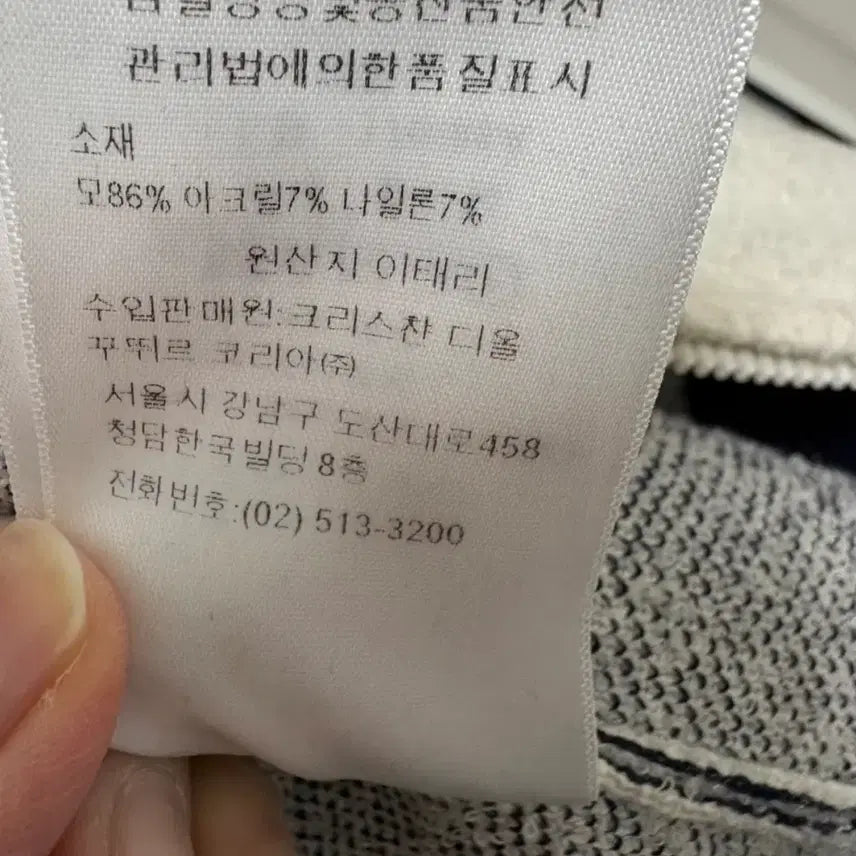 관리법에의한품질표시
소재
모86% 아크릴7% 나일론7%
원산지 이태리
수입판매원:크리스챤 디올
꾸뛰르 코리아(주)
서울시 강남구 도산대로458
청담한국빌딩 8층
전화번호:(02) 513-3200